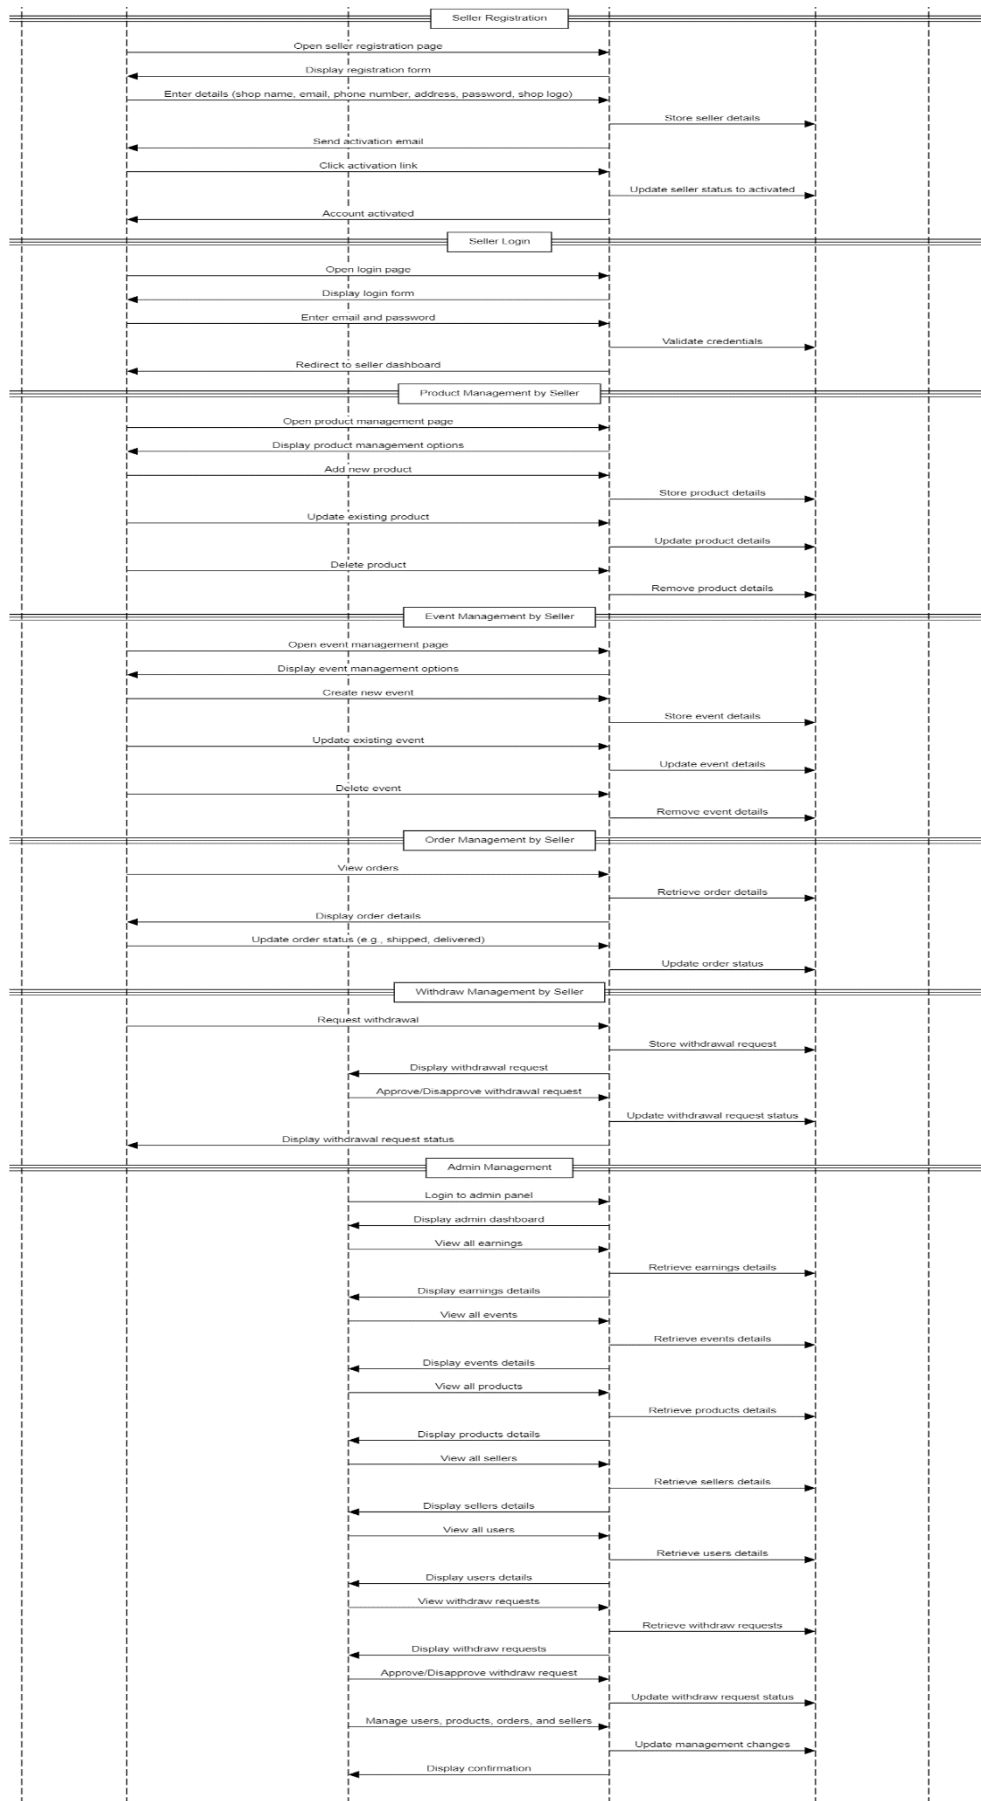 Seller Registration
Open seller registration page
Display registration form
Enter details (shop name, email, phone number, address, password, shop logo)
Store seller details
Send activation email
Click activation link
Update seller status to activated
Account activated
Seller Login
Open login page
Display login form
Enter email and password
Validate credentials
Redirect to seller dashboard
Product Management by Seller
Open product management page
Display product management options
Add new product
Store product details
Update existing product
Update product details
Delete product
Remove product details
Event Management by Seller
Open event management page
Display event management options
Create new event
Store event details
Update existing event
Update event details
Delete event
Remove event details
Order Management by Seller
View orders
Retrieve order details
Display order details
Update order status (e.g., shipped, delivered)
Update order status
Withdraw Management by Seller
Request withdrawal
Store withdrawal request
Display withdrawal request
Approve/Disapprove withdrawal request
Update withdrawal request status
Display withdrawal request status
Admin Management
Login to admin panel
Display admin dashboard
View all earnings
Retrieve earnings details
Display earnings details
View all events
Retrieve events details
Display events details
View all products
Retrieve products details
Display products details
View all sellers
Retrieve sellers details
Display sellers details
View all users
Retrieve users details
Display users details
View withdraw requests
Retrieve withdraw requests
Display withdraw requests
Approve/Disapprove withdraw request
Update withdraw request status
Manage users, products, orders, and sellers
Update management changes
Display confirmation